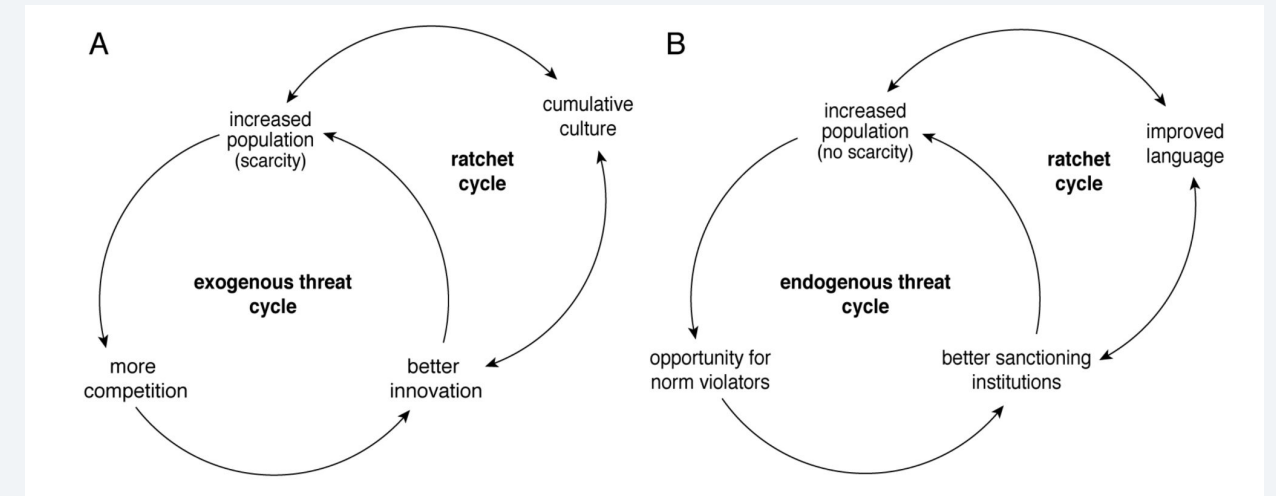 A
increased
population
(scarcity)
cumulative
culture
ratchet
cycle
exogenous threat
cycle
more
competition
better
innovation
B
increased
population
(no scarcity)
improved
language
ratchet
cycle
endogenous threat
cycle
opportunity for
norm violators
better sanctioning
institutions